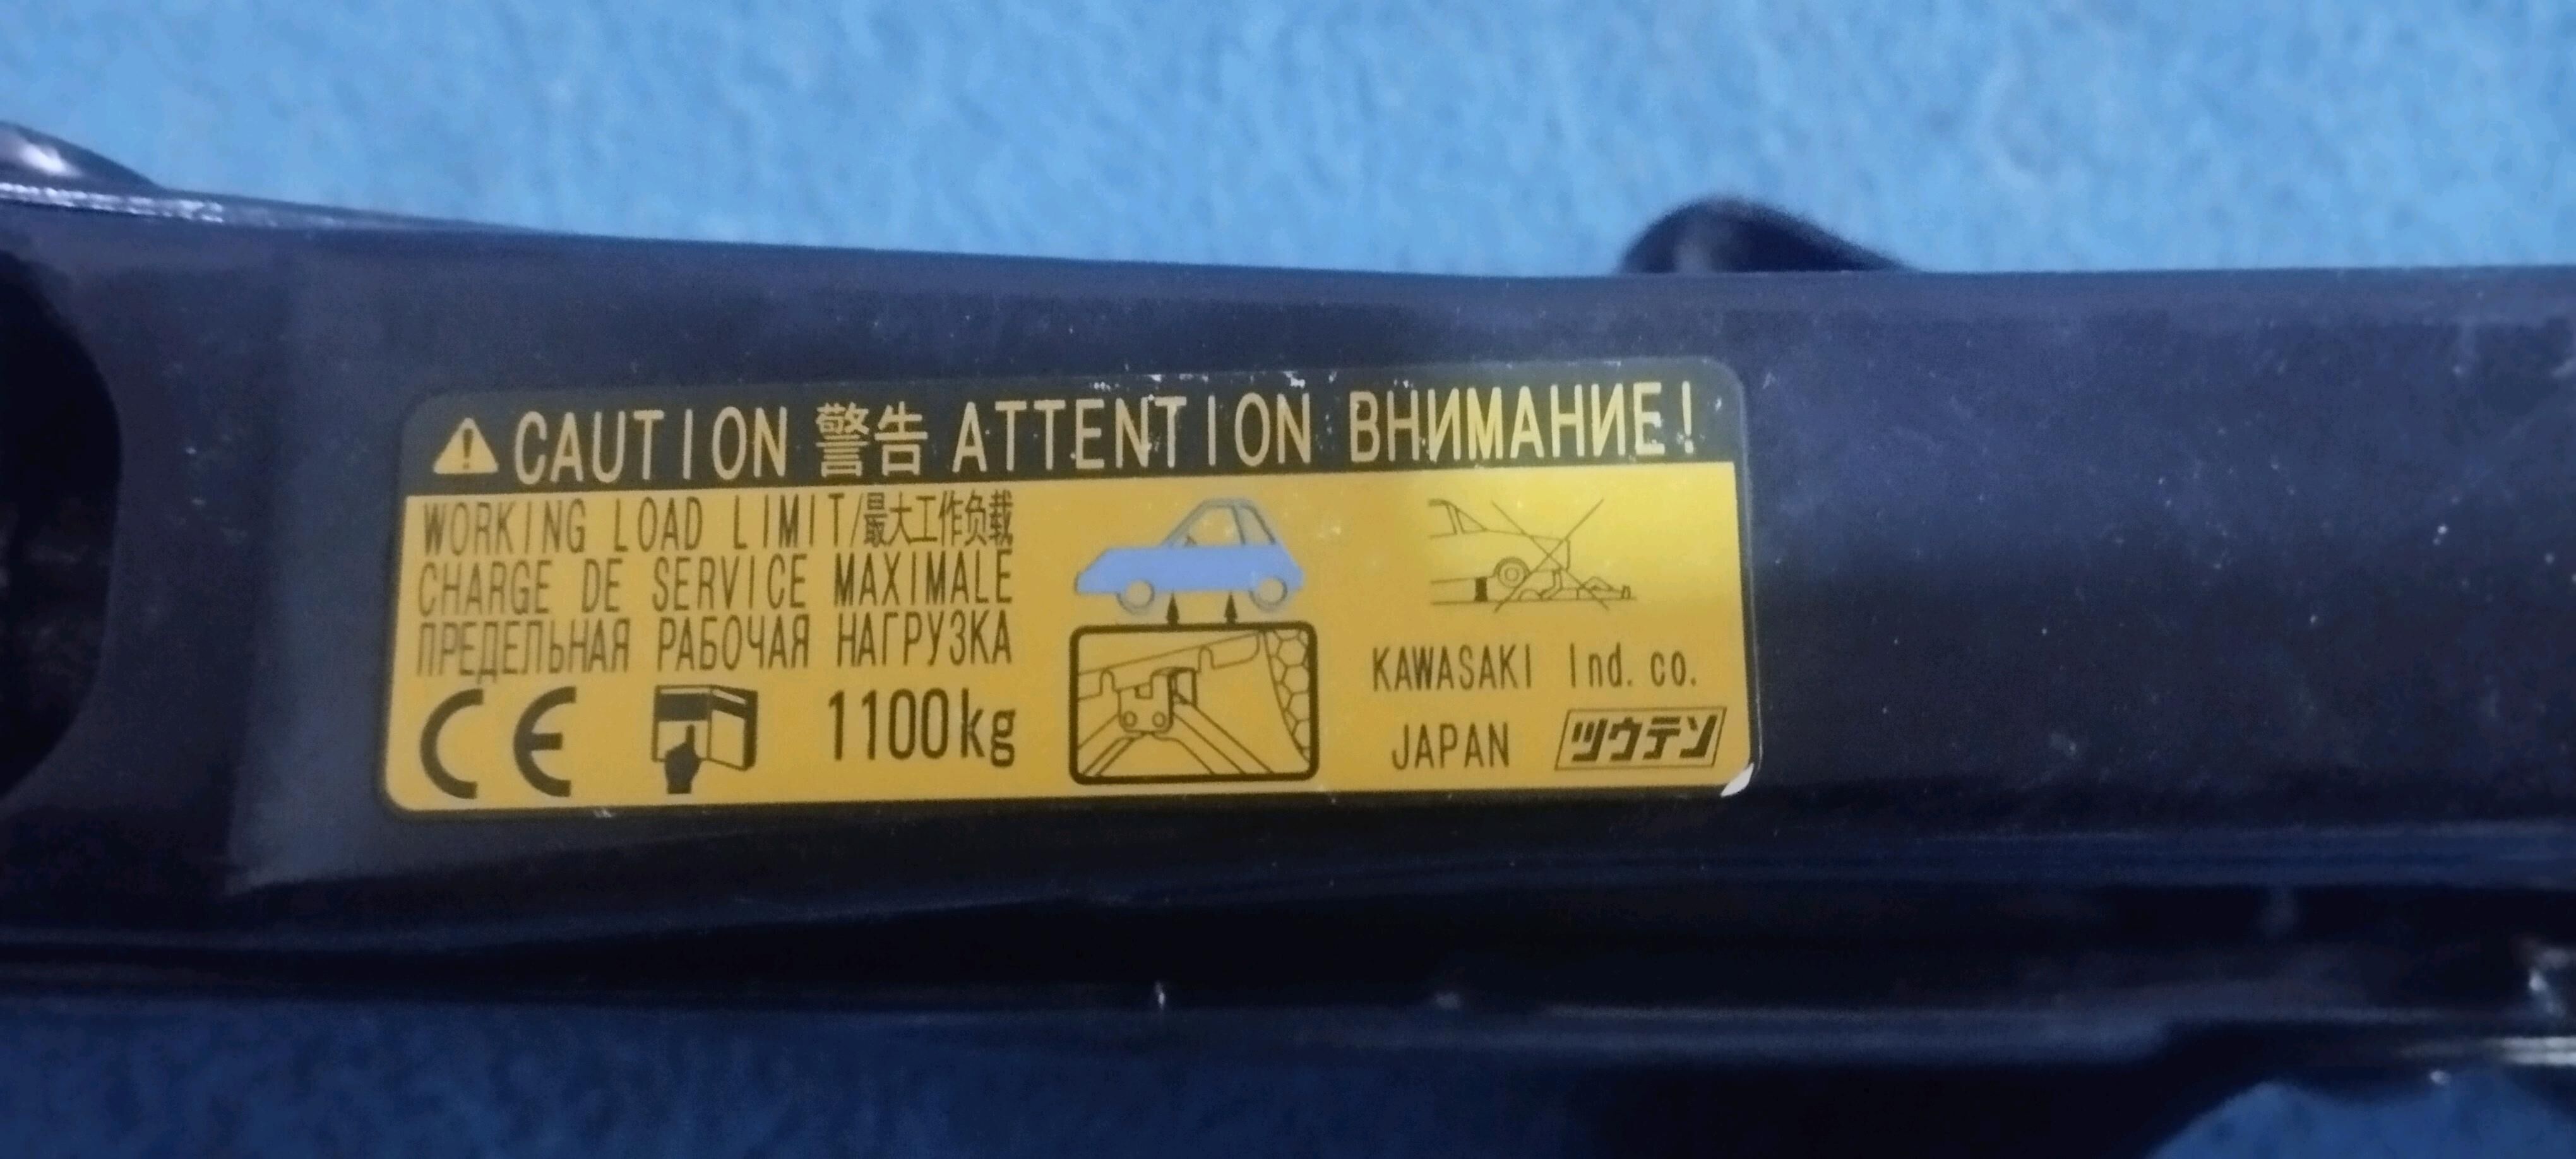 CAUTION 警告 ATTENTION ВНИМАНИЕ!
WORKING LOAD LIMIT/最大工作负载
CHARGE DE SERVICE MAXIMALE
ПРЕДЕЛЬНАЯ РАБОЧАЯ НАГРУЗКА
CE 1100kg
KAWASAKI Ind. co.
JAPAN ツウテン